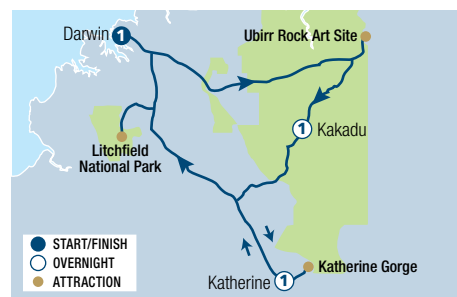 Darwin 1
Ubirr Rock Art Site
1 Kakadu
Litchfield
National Park
Katherine Gorge
Katherine 1
START/FINISH
1 OVERNIGHT
ATTRACTION